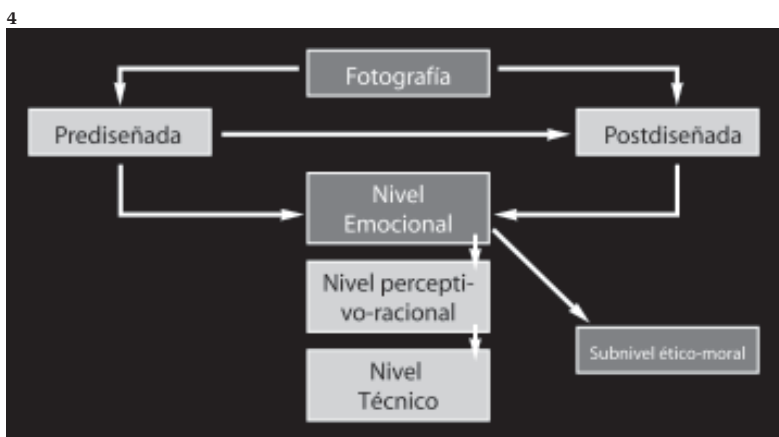 4
Fotografía
Prediseñada
Postdiseñada
Nivel
Emocional
Nivel percepti-
vo-racional
Subnivel ético-moral
Nivel
Técnico